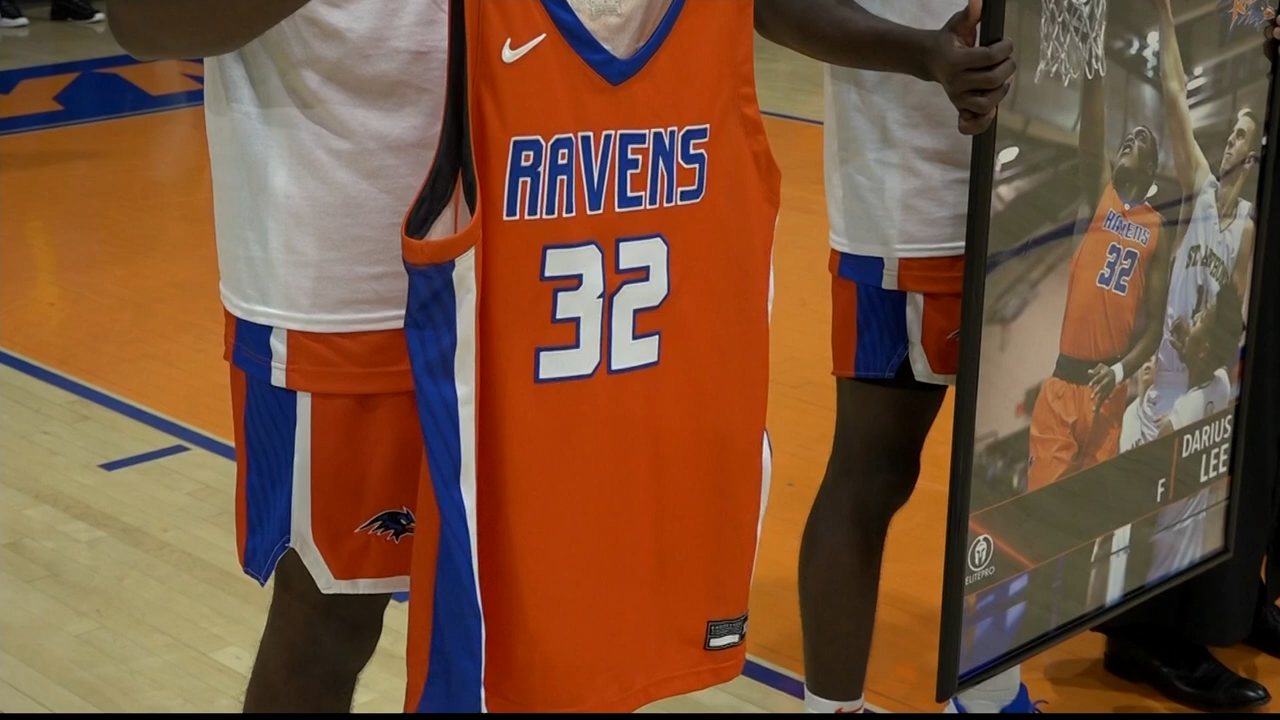 RAVENS
32
RAVENS
32
DARIUS
LEE
F
ELITEPRO